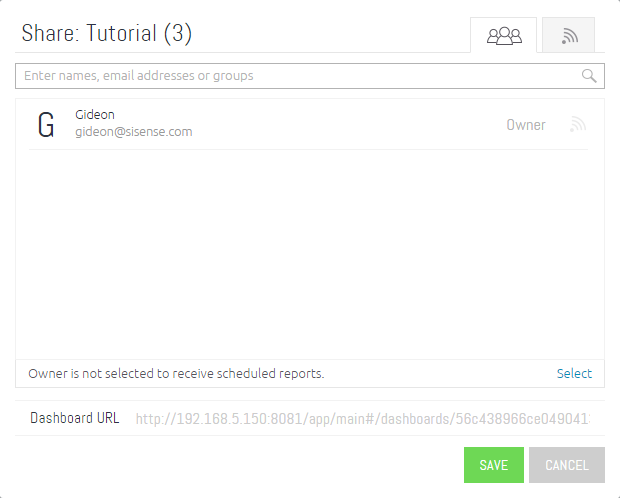 Share: Tutorial (3)
Enter names, email addresses or groups
G
Gideon
gideon@sisense.com
Owner
Owner is not selected to receive scheduled reports.
Select
Dashboard URL
http://192.168.5.150:8081/app/main#/dashboards/56c438966ce049041
SAVE
CANCEL